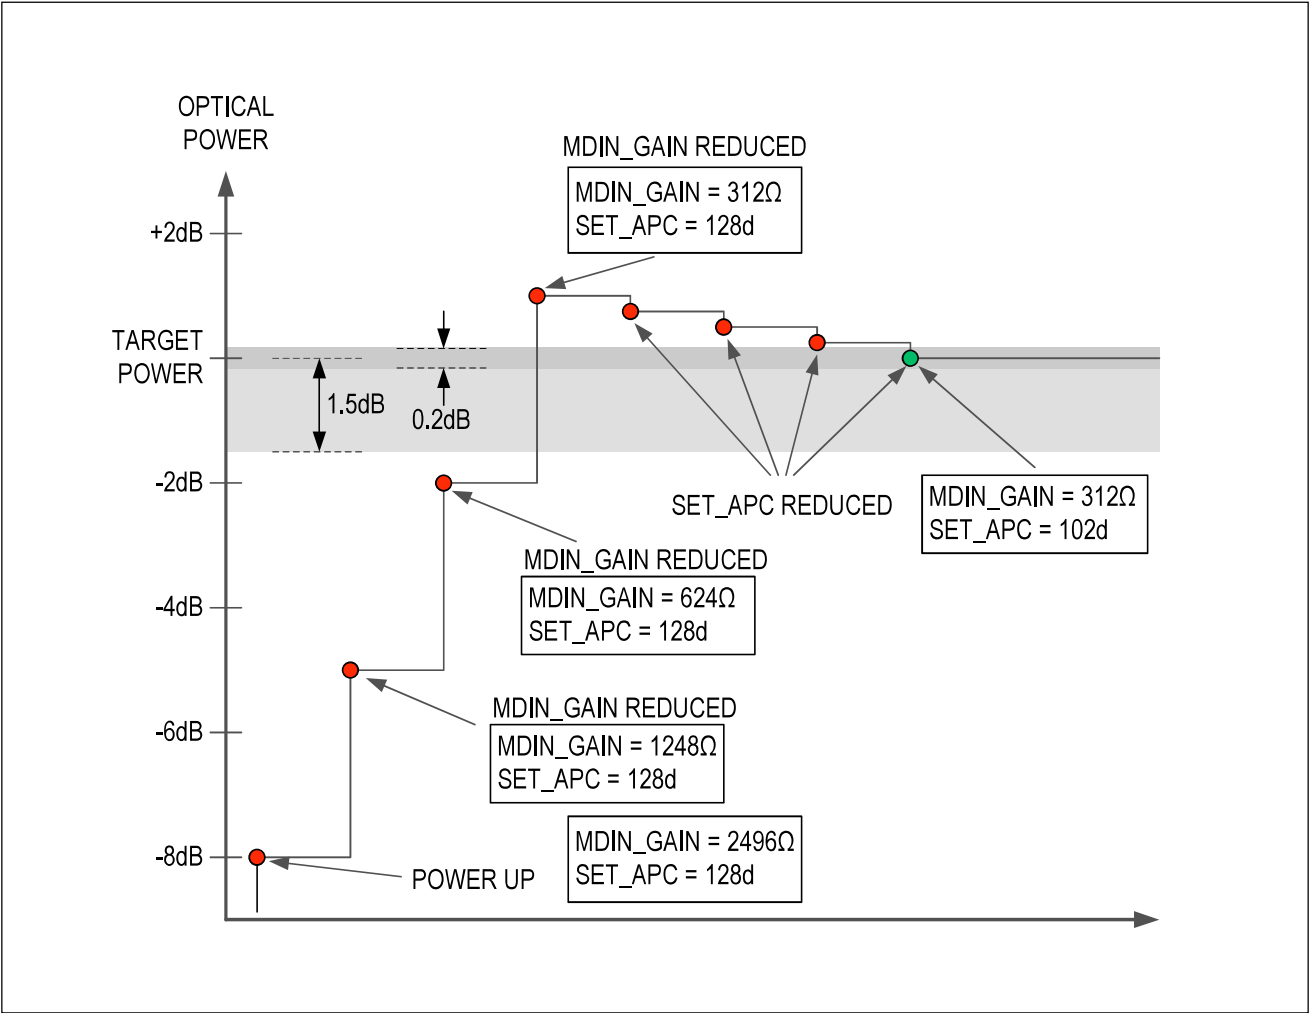 OPTICAL
POWER
MDIN_GAIN REDUCED
MDIN_GAIN = 312Ω
SET_APC = 128d
+2dB
TARGET
POWER
1.5dB
0.2dB
-2dB
SET_APC REDUCED
MDIN_GAIN = 312Ω
SET_APC = 102d
MDIN_GAIN REDUCED
MDIN_GAIN = 624Ω
SET_APC = 128d
-4dB
MDIN_GAIN REDUCED
MDIN_GAIN = 1248Ω
SET_APC = 128d
-6dB
MDIN_GAIN = 2496Ω
SET_APC = 128d
-8dB
POWER UP